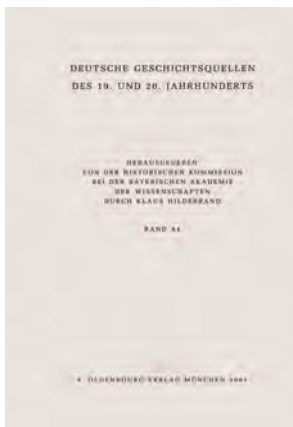 DEUTSCHE GESCHICHTSQUELLEN
DES 19. UND 20. JAHRHUNDERTS
HERAUSGEGEBEN
VON DER HISTORISCHEN KOMMISSION
BEI DER BAYERISCHEN AKADEMIE
DER WISSENSCHAFTEN
DURCH KLAUS HILDEBRAND
BAND
R. OLDENBOURG VERLAG MÜNCHEN